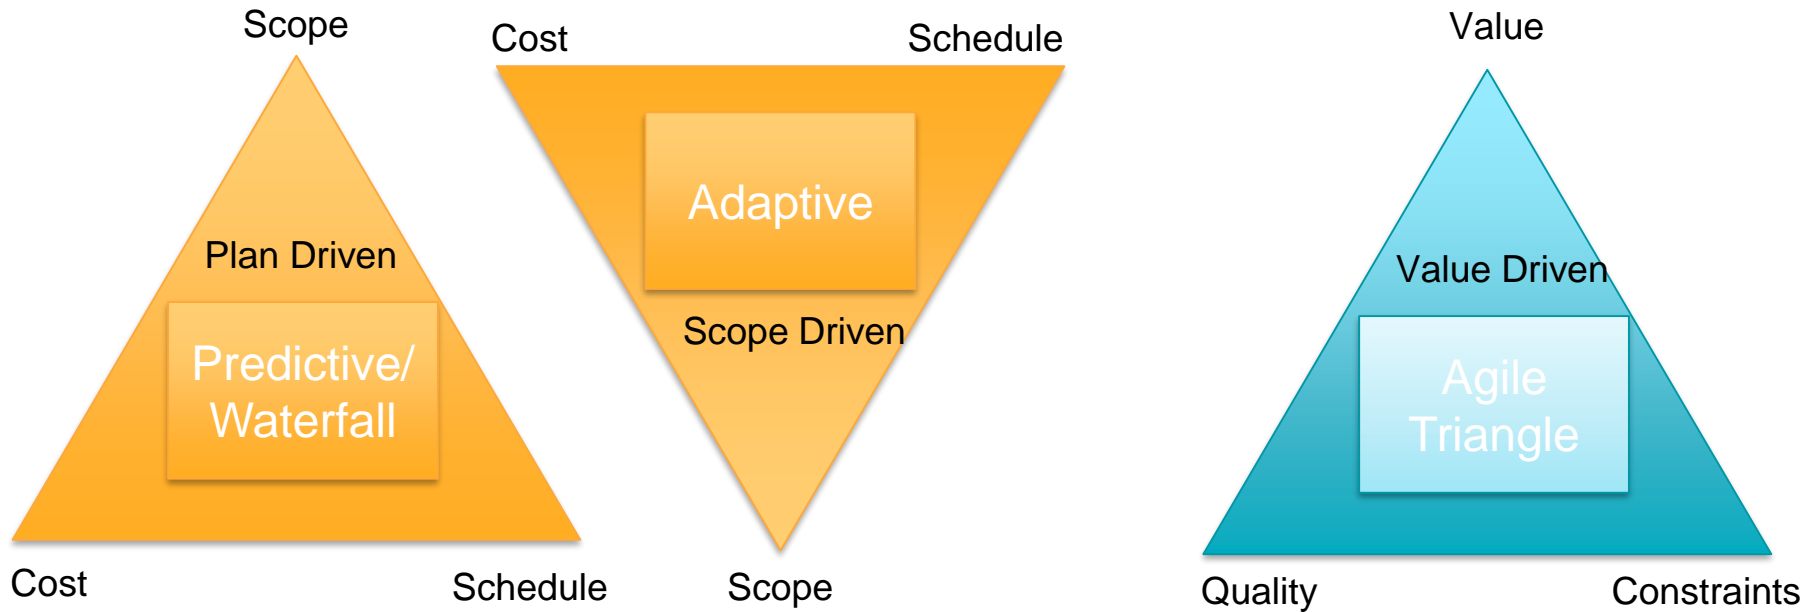 Scope
Plan Driven
Predictive/
Waterfall
Cost
Schedule
Cost
Schedule
Adaptive
Scope Driven
Scope
Value
Value Driven
Agile
Triangle
Quality
Constraints